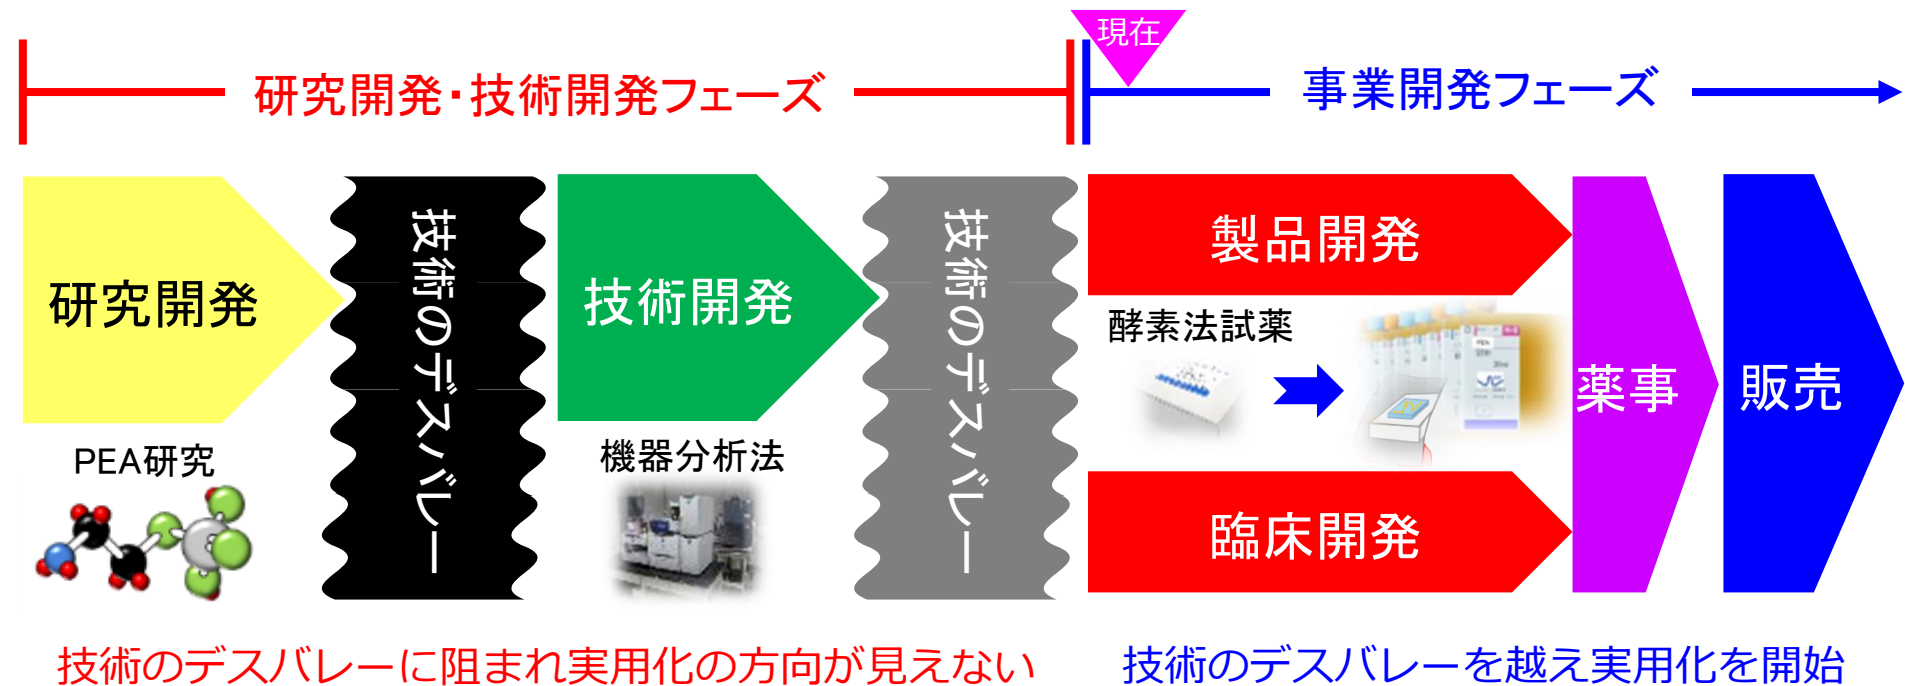 現在
研究開発・技術開発フェーズ
事業開発フェーズ
研究開発
技術のデスバレー
技術開発
技術のデスバレー
製品開発
酵素法試薬
薬事
販売
PEA研究
機器分析法
臨床開発
技術のデスバレーに阻まれ実用化の方向が見えない
技術のデスバレーを越え実用化を開始